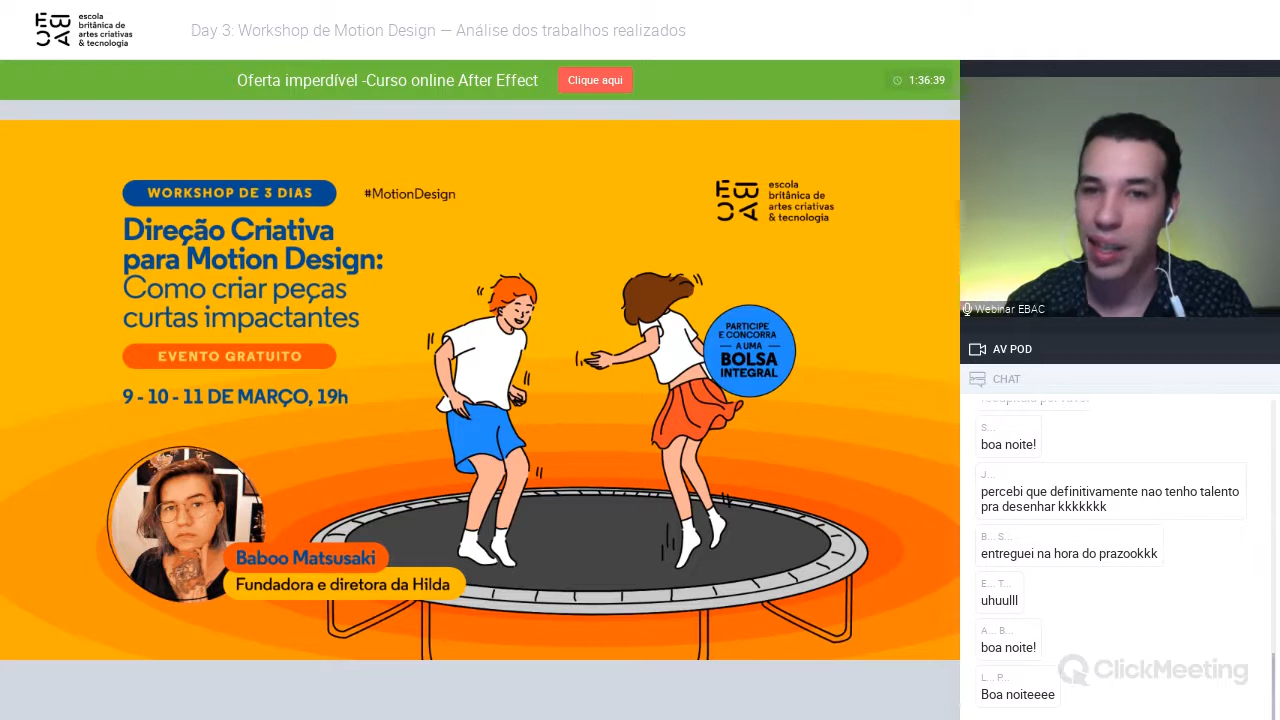 EBAC
escola
britânica de
artes criativas
& tecnologia
Day 3: Workshop de Motion Design — Análise dos trabalhos realizados
Oferta imperdível -Curso online After Effect
Clique aqui
1:36:39
WORKSHOP DE 3 DIAS
#MotionDesign
EBAC
escola
britânica de
artes criativas
& tecnologia
Direção Criativa
para Motion Design:
Como criar peças
curtas impactantes
EVENTO GRATUITO
9 - 10 - 11 DE MARÇO, 19h
PARTICIPE
E CONCORRA
A UMA
BOLSA
INTEGRAL
Baboo Matsusaki
Fundadora e diretora da Hilda
Webinar EBAC
AV POD
CHAT
S...
boa noite!
J...
percebi que definitivamente nao tenho talento
pra desenhar kkkkkkk
B... S...
entreguei na hora do prazookkk
E... T...
uhuulll
A... B...
boa noite!
L... P...
Boa noiteeee
ClickMeeting